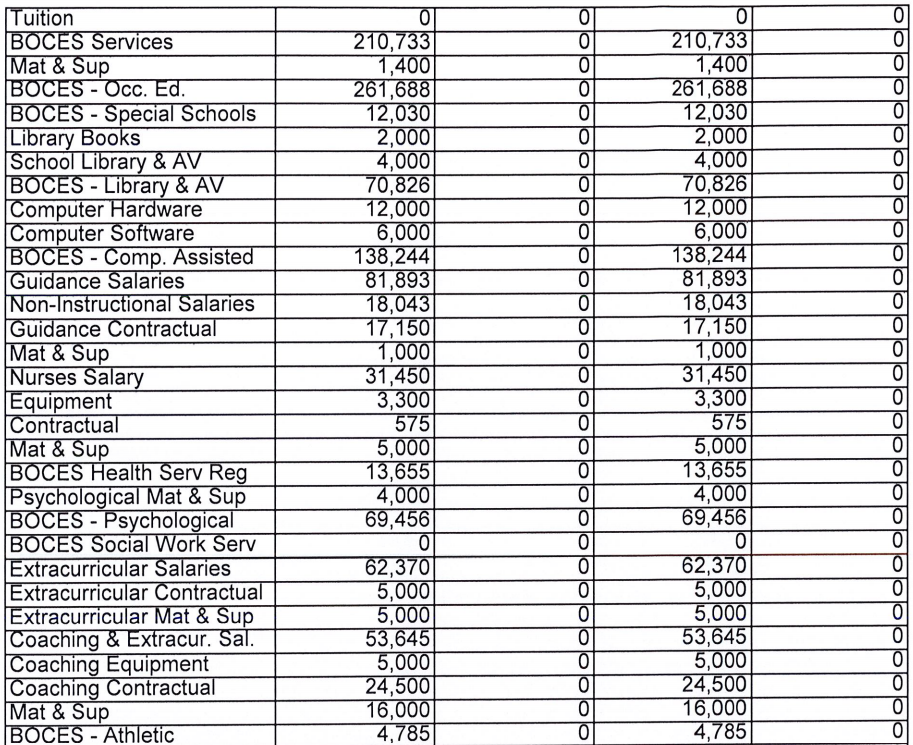 Tuition 0 0 0 0
BOCES Services 210,733 0 210,733 0
Mat & Sup 1,400 0 1,400 0
BOCES - Occ. Ed. 261,688 0 261,688 0
BOCES - Special Schools 12,030 0 12,030 0
Library Books 2,000 0 2,000 0
School Library & AV 4,000 0 4,000 0
BOCES - Library & AV 70,826 0 70,826 0
Computer Hardware 12,000 0 12,000 0
Computer Software 6,000 0 6,000 0
BOCES - Comp. Assisted 138,244 0 138,244 0
Guidance Salaries 81,893 0 81,893 0
Non-Instructional Salaries 18,043 0 18,043 0
Guidance Contractual 17,150 0 17,150 0
Mat & Sup 1,000 0 1,000 0
Nurses Salary 31,450 0 31,450 0
Equipment 3,300 0 3,300 0
Contractual 575 0 575 0
Mat & Sup 5,000 0 5,000 0
BOCES Health Serv Reg 13,655 0 13,655 0
Psychological Mat & Sup 4,000 0 4,000 0
BOCES - Psychological 69,456 0 69,456 0
BOCES Social Work Serv 0 0 0 0
Extracurricular Salaries 62,370 0 62,370 0
Extracurricular Contractual 5,000 0 5,000 0
Extracurricular Mat & Sup 5,000 0 5,000 0
Coaching & Extracur. Sal. 53,645 0 53,645 0
Coaching Equipment 5,000 0 5,000 0
Coaching Contractual 24,500 0 24,500 0
Mat & Sup 16,000 0 16,000 0
BOCES - Athletic 4,785 0 4,785 0